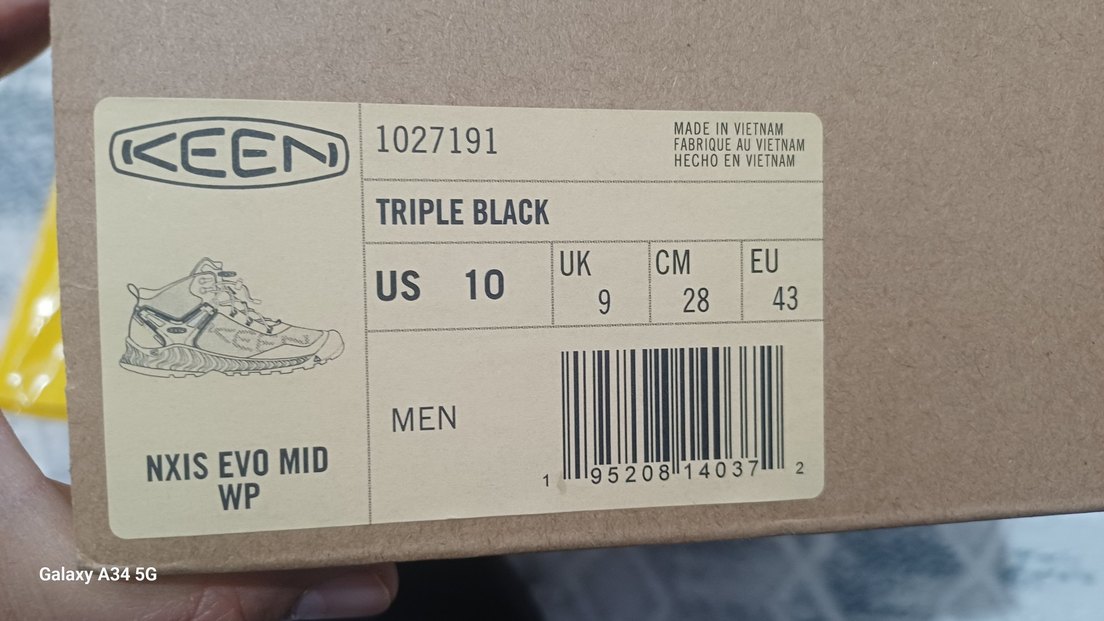 KEEN
1027191
MADE IN VIETNAM
FABRIQUE AU VIETNAM
HECHO EN VIETNAM
TRIPLE BLACK
US 10
UK
9
CM
28
EU
43
KEEN
NXIS EVO MID
WP
MEN
1 95208 14037 2
Galaxy A34 5G